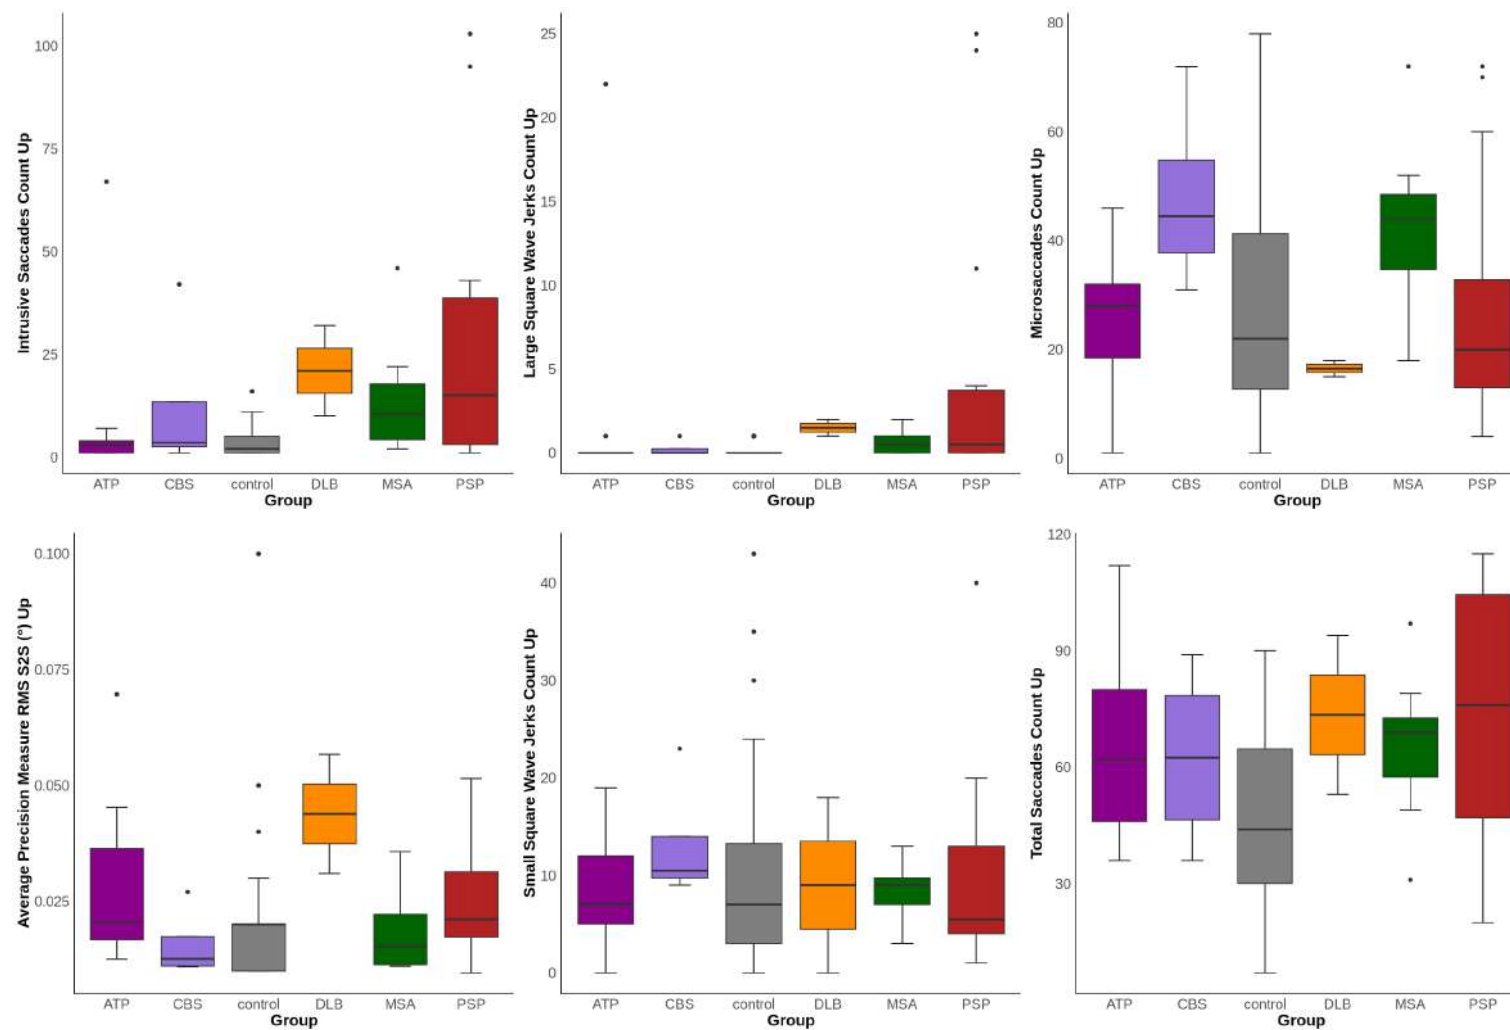 Intrusive Saccades Count Up
100
75
50
25
0
ATP CBS control DLB MSA PSP
Group
Large Square Wave Jerks Count Up
25
20
15
10
5
0
ATP CBS control DLB MSA PSP
Group
Microsaccades Count Up
80
60
40
20
0
ATP CBS control DLB MSA PSP
Group
Average Precision Measure RMS S2S (°) Up
0.100
0.075
0.050
0.025
ATP CBS control DLB MSA PSP
Group
Small Square Wave Jerks Count Up
40
30
20
10
0
ATP CBS control DLB MSA PSP
Group
Total Saccades Count Up
120
90
60
30
ATP CBS control DLB MSA PSP
Group